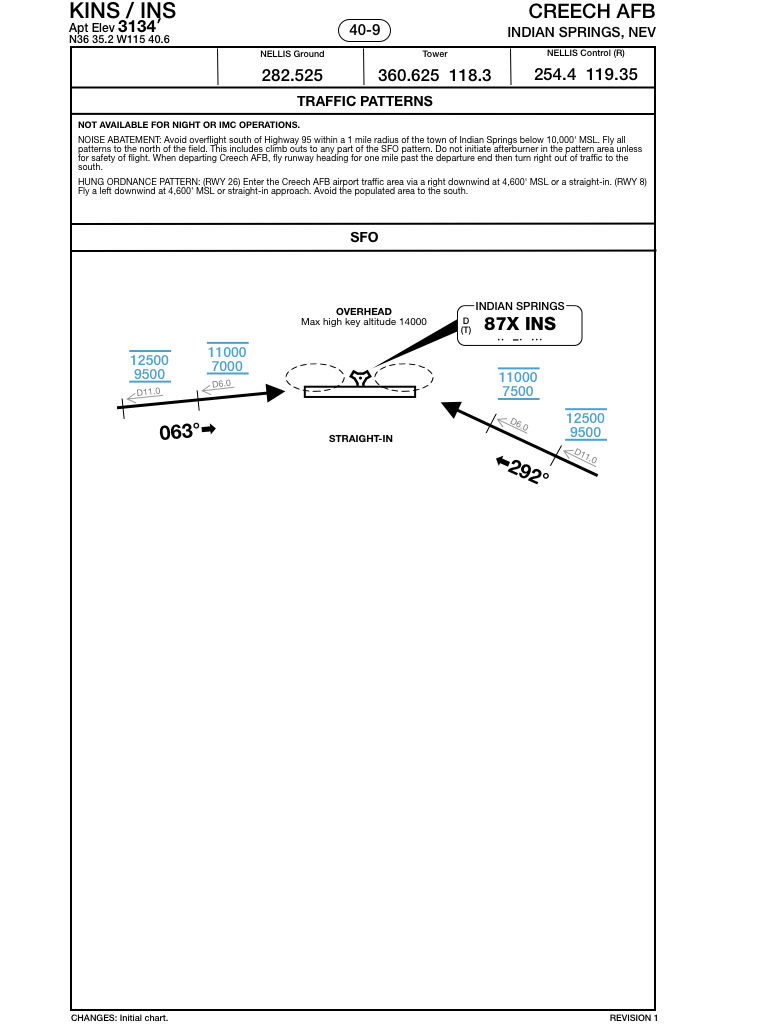 KINS / INS
Apt Elev 3134'
N36 35.2 W115 40.6
40-9
CREECH AFB
INDIAN SPRINGS, NEV
NELLIS Ground
282.525
Tower
360.625 118.3
NELLIS Control (R)
254.4 119.35
TRAFFIC PATTERNS
NOT AVAILABLE FOR NIGHT OR IMC OPERATIONS.
NOISE ABATEMENT: Avoid overflight south of Highway 95 within a 1 mile radius of the town of Indian Springs below 10,000' MSL. Fly all
patterns to the north of the field. This includes climb outs to any part of the SFO pattern. Do not initiate afterburner in the pattern area unless
for safety of flight. When departing Creech AFB, fly runway heading for one mile past the departure end then turn right out of traffic to the
south.
HUNG ORDNANCE PATTERN: (RWY 26) Enter the Creech AFB airport traffic area via a right downwind at 4,600' MSL or a straight-in. (RWY 8)
Fly a left downwind at 4,600' MSL or straight-in approach. Avoid the populated area to the south.
SFO
OVERHEAD
Max high key altitude 14000
INDIAN SPRINGS
D
(T)
87X INS
12500
9500
D11.0
11000
7000
D6.0
063°
STRAIGHT-IN
11000
7500
D6.0
12500
9500
D11.0
292°
CHANGES: Initial chart.
REVISION 1